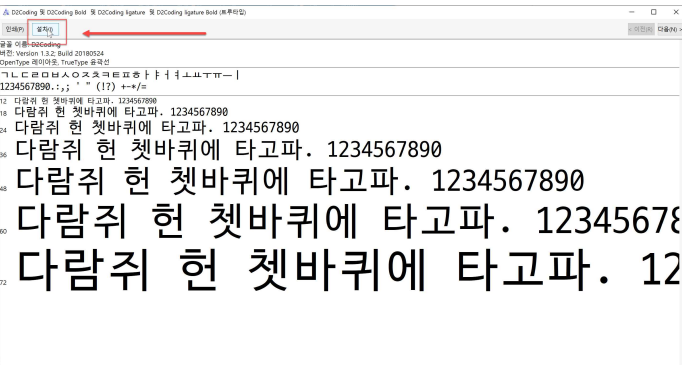 D2Coding 및 D2Coding Bold 및 D2Coding ligature 및 D2Coding ligature Bold (트루타입)
인쇄(P) 설치(I) < 이전(R) 다음(N) >
글꼴 이름: D2Coding
버전: Version 1.3.2; Build 20180524
OpenType 레이아웃, TrueType 윤곽선
ㄱㄴㄷㄹㅁㅂㅅㅇㅈㅊㅋㅌㅍㅎㅏㅑㅓㅕㅗㅛㅜㅠㅡㅣ
1234567890.:,; ' " (!?) +-*/=
12 다람쥐 헌 쳇바퀴에 타고파. 1234567890
18 다람쥐 헌 쳇바퀴에 타고파. 1234567890
24 다람쥐 헌 쳇바퀴에 타고파. 1234567890
36 다람쥐 헌 쳇바퀴에 타고파. 1234567890
48 다람쥐 헌 쳇바퀴에 타고파. 1234567890
60 다람쥐 헌 쳇바퀴에 타고파. 12345678
72 다람쥐 헌 쳇바퀴에 타고파. 12